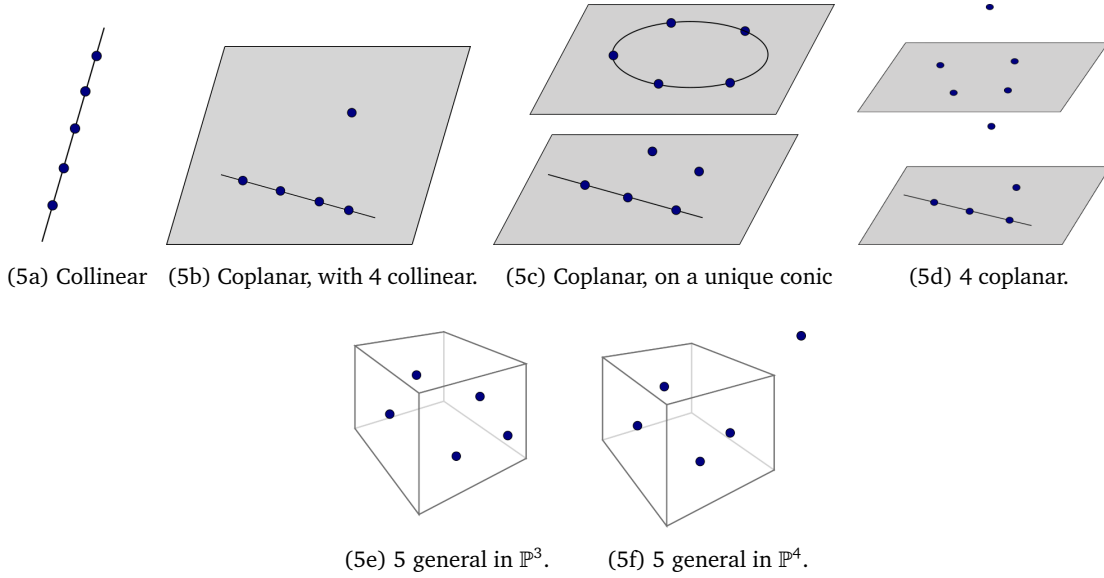 (5a) Collinear (5b) Coplanar, with 4 collinear. (5c) Coplanar, on a unique conic (5d) 4 coplanar.
(5e) 5 general in ℙ³. (5f) 5 general in ℙ⁴.